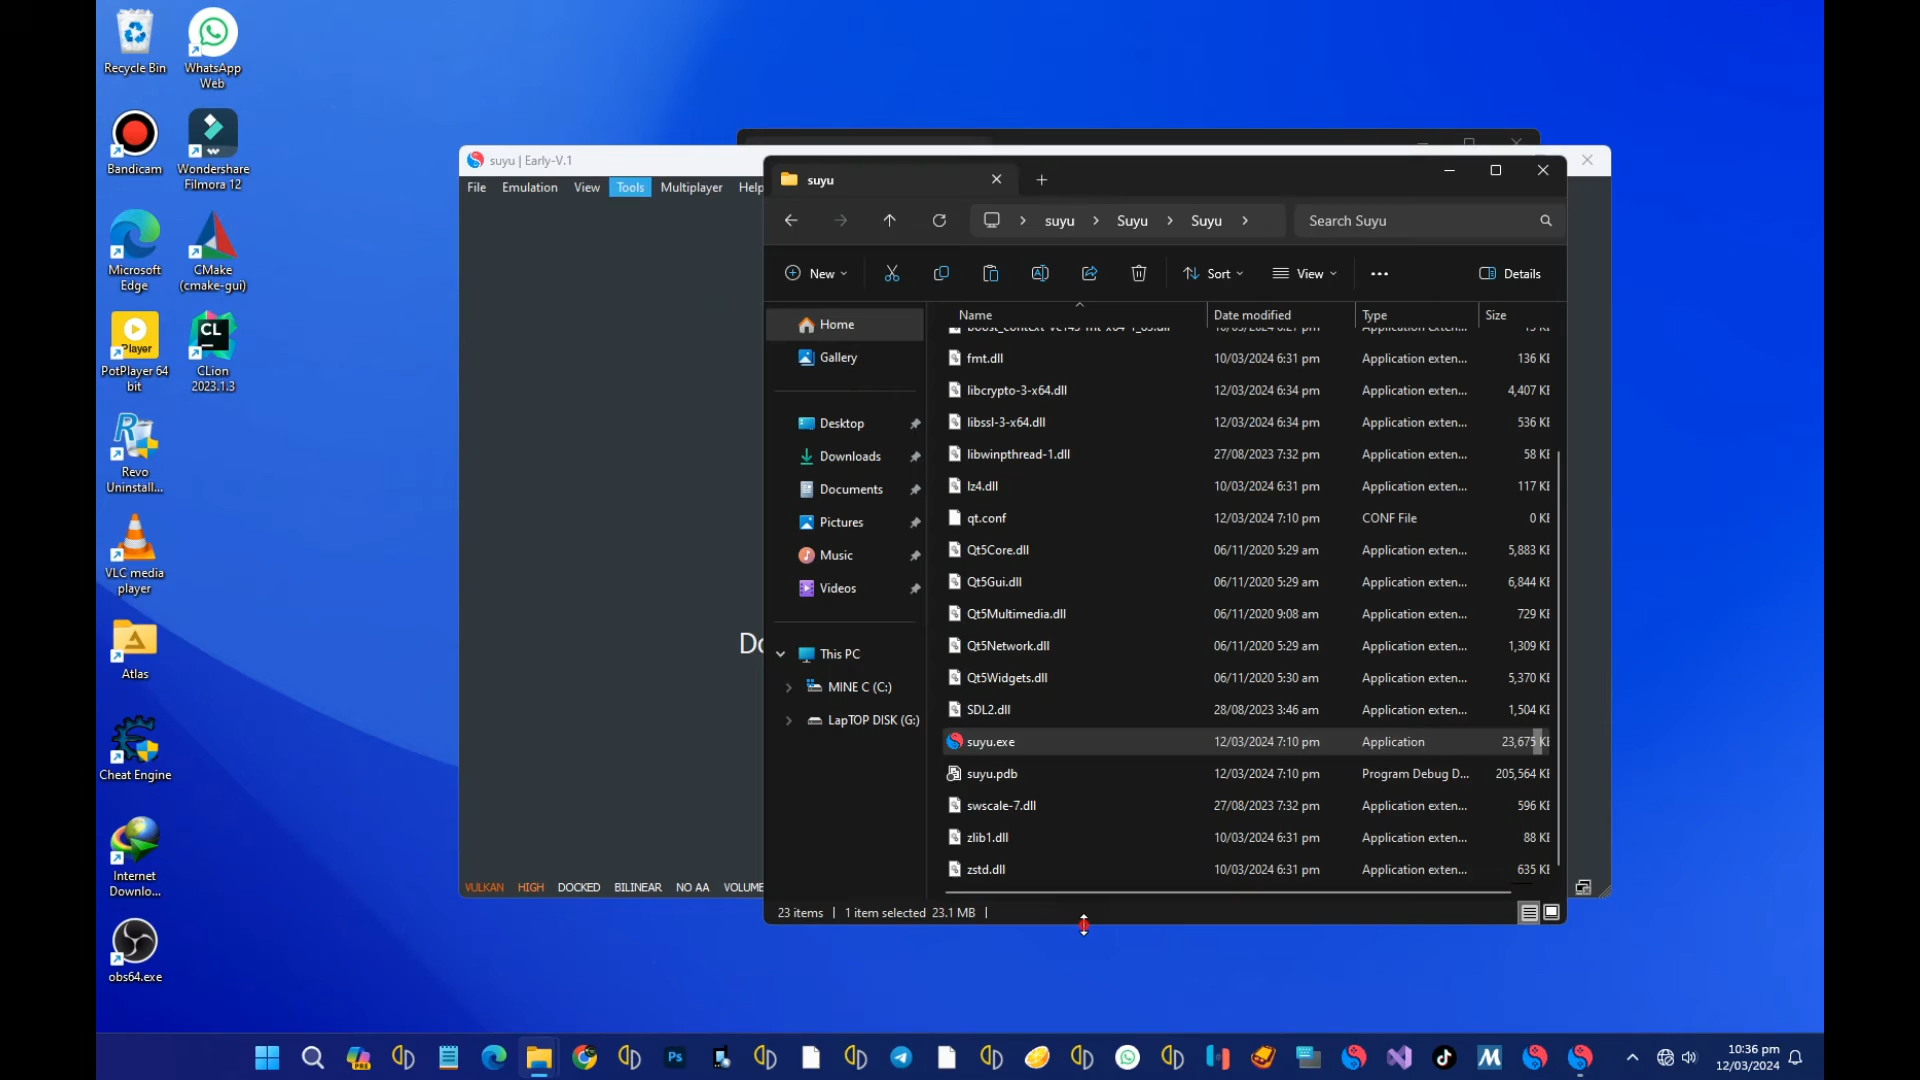 Recycle Bin
WhatsApp
Web
Bandicam
Wondershare
Filmora 12
Microsoft
Edge
CMake
(cmake-gui)
Player
PotPlayer 64
bit
CL
CLion
2023.1.3
Revo
Uninstall...
VLC media
player
Atlas
Cheat Engine
Internet
Downlo...
obs64.exe
suyu | Early-V.1
File Emulation View Tools Multiplayer Help
VULKAN HIGH DOCKED BILINEAR NO AA VOLUME
suyu
suyu > Suyu > Suyu >
Search Suyu
New Sort View ... Details
Home
Gallery
Desktop
Downloads
Documents
Pictures
Music
Videos
This PC
MINE C (C:)
LapTOP DISK (G:)
Name Date modified Type Size
fmt.dll 10/03/2024 6:31 pm Application exten... 136 KB
libcrypto-3-x64.dll 12/03/2024 6:34 pm Application exten... 4,407 KB
libssl-3-x64.dll 12/03/2024 6:34 pm Application exten... 536 KB
libwinpthread-1.dll 27/08/2023 7:32 pm Application exten... 58 KB
lz4.dll 10/03/2024 6:31 pm Application exten... 117 KB
qt.conf 12/03/2024 7:10 pm CONF File 0 KB
Qt5Core.dll 06/11/2020 5:29 am Application exten... 5,883 KB
Qt5Gui.dll 06/11/2020 5:29 am Application exten... 6,844 KB
Qt5Multimedia.dll 06/11/2020 9:08 am Application exten... 729 KB
Qt5Network.dll 06/11/2020 5:29 am Application exten... 1,309 KB
Qt5Widgets.dll 06/11/2020 5:30 am Application exten... 5,370 KB
SDL2.dll 28/08/2023 3:46 am Application exten... 1,504 KB
suyu.exe 12/03/2024 7:10 pm Application 23,675 KB
suyu.pdb 12/03/2024 7:10 pm Program Debug D... 205,564 KB
swscale-7.dll 27/08/2023 7:32 pm Application exten... 596 KB
zlib1.dll 10/03/2024 6:31 pm Application exten... 88 KB
zstd.dll 10/03/2024 6:31 pm Application exten... 635 KB
23 items | 1 item selected 23.1 MB |
PRE
Ps
10:36 pm
12/03/2024